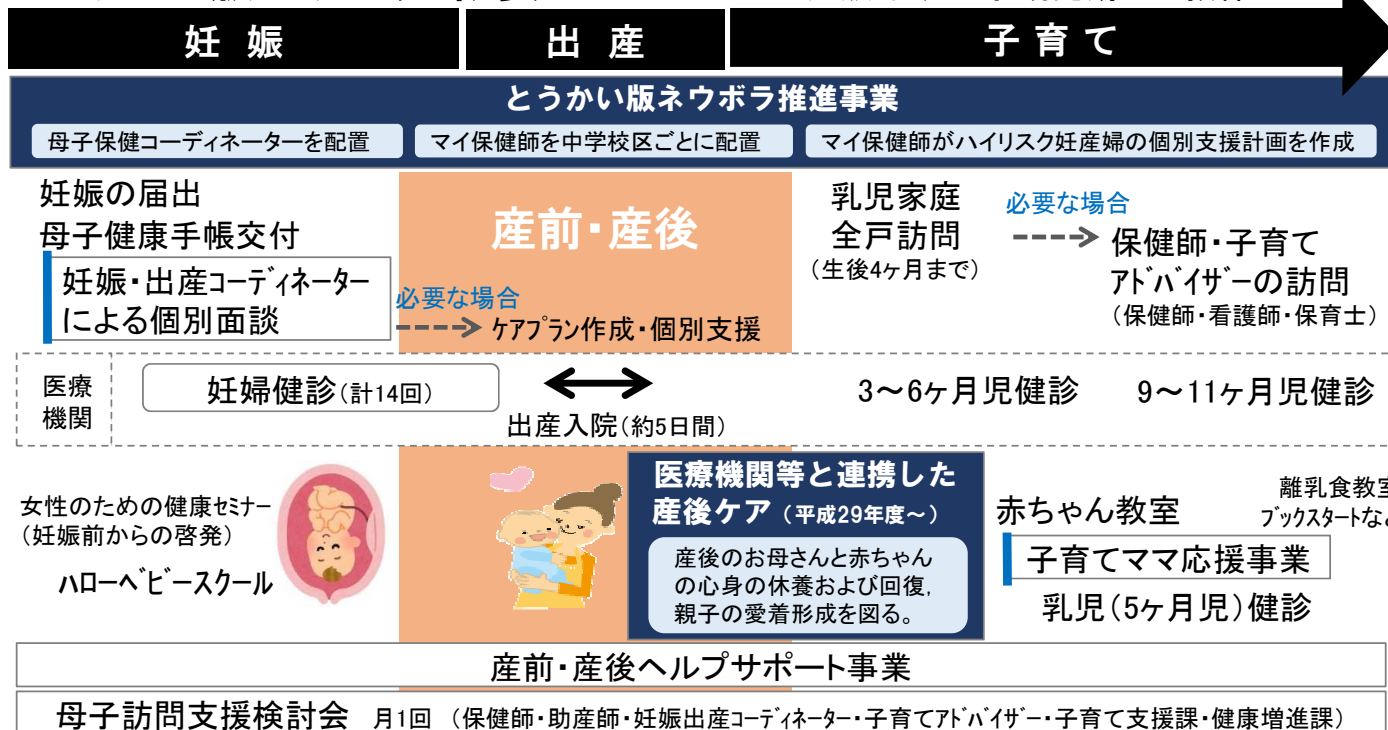 妊娠
出産
子育て
とうかい版ネウボラ推進事業
母子保健コーディネーターを配置
マイ保健師を中学校区ごとに配置
マイ保健師がハイリスク妊産婦の個別支援計画を作成
妊娠の届出
母子健康手帳交付
妊娠・出産ｺｰﾃﾞｨﾈｰﾀｰ
による個別面談
必要な場合
産前・産後
ｹｱﾌﾟﾗﾝ作成・個別支援
乳児家庭
全戸訪問
（生後4ヶ月まで）
必要な場合
保健師・子育て
ｱﾄﾞﾊﾞｲｻﾞｰの訪問
（保健師・看護師・保育士）
医療
機関
妊婦健診（計14回）
出産入院（約5日間）
3～6ヶ月児健診
9～11ヶ月児健診
女性のための健康ｾﾐﾅｰ
（妊娠前からの啓発）
ﾊﾛｰﾍﾞﾋﾞｰｽｸｰﾙ
医療機関等と連携した
産後ケア（平成29年度～）
産後のお母さんと赤ちゃん
の心身の休養および回復，
親子の愛着形成を図る。
赤ちゃん教室
離乳食教室
ﾌﾞｯｸｽﾀｰﾄな
子育てママ応援事業
乳児（5ヶ月児）健診
産前・産後ヘルプサポート事業
母子訪問支援検討会 月1回 （保健師・助産師・妊娠出産ｺｰﾃﾞｨﾈｰﾀｰ・子育てｱﾄﾞﾊﾞｲｻﾞｰ・子育て支援課・健康増進課）